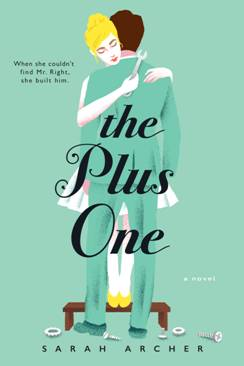 When she couldn't
find Mr. Right,
she built him.
the
Plus
One
a novel
SARAH ARCHER